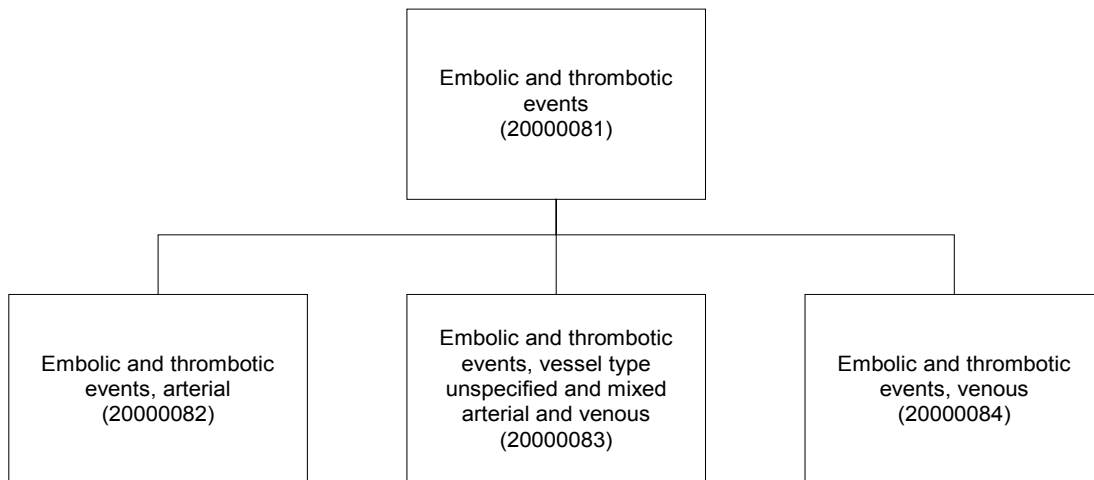 Embolic and thrombotic
events
(20000081)
Embolic and thrombotic
events, arterial
(20000082)
Embolic and thrombotic
events, vessel type
unspecified and mixed
arterial and venous
(20000083)
Embolic and thrombotic
events, venous
(20000084)